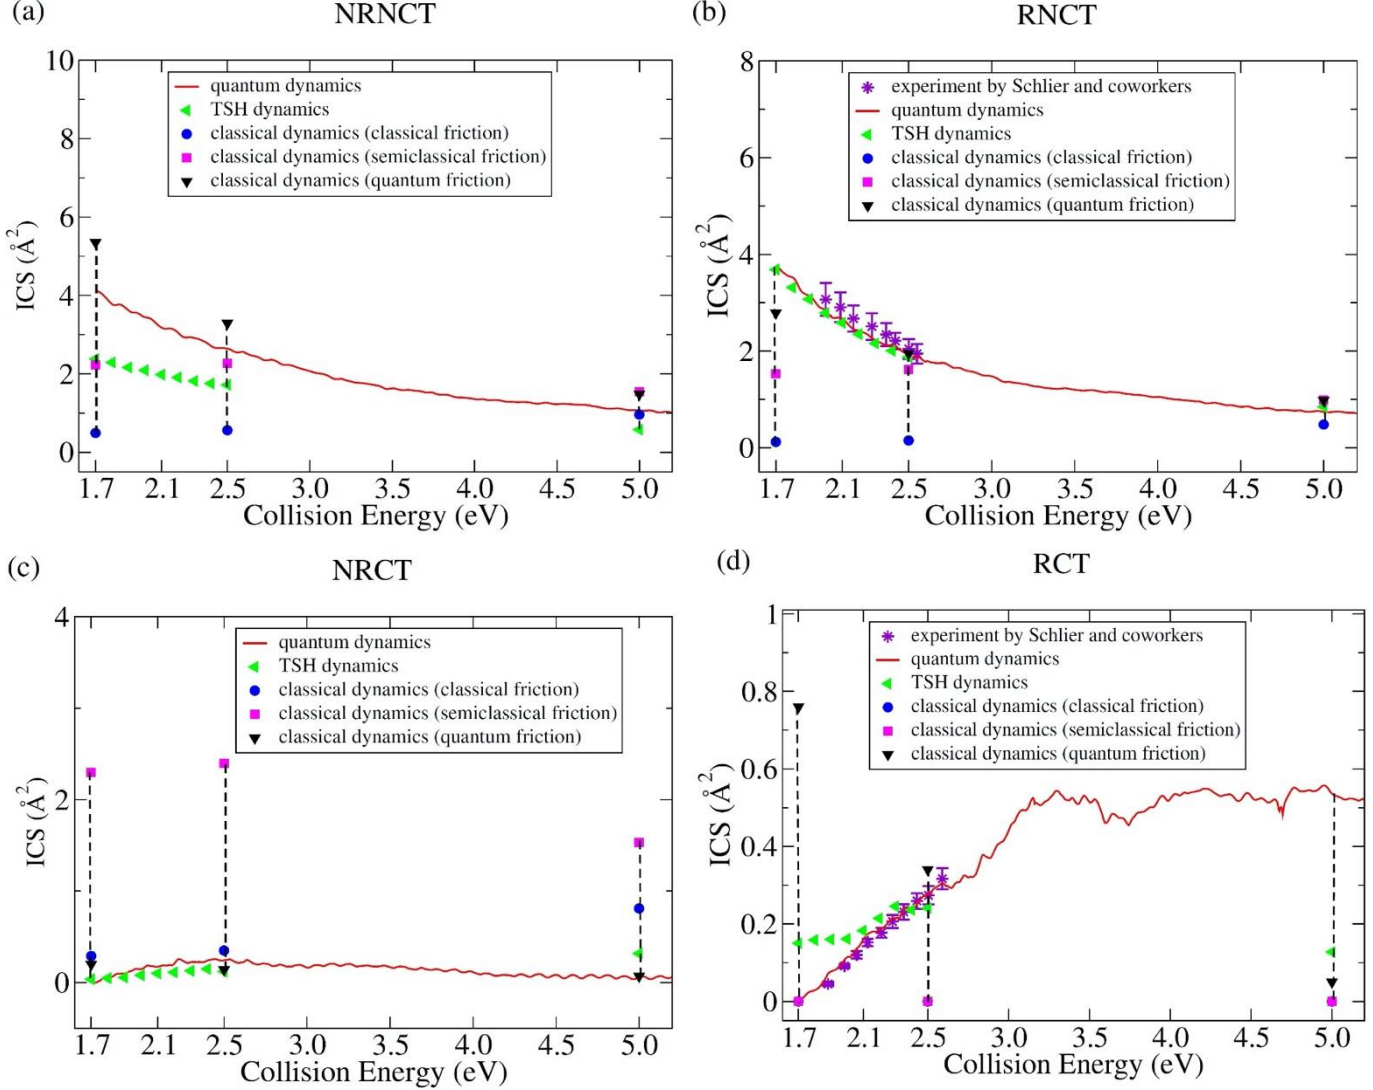 (a)
NRNCT
10
8
6
4
2
0
ICS (Å²)
quantum dynamics
TSH dynamics
classical dynamics (classical friction)
classical dynamics (semiclassical friction)
classical dynamics (quantum friction)
1.7 2.1 2.5 3.0 3.5 4.0 4.5 5.0
Collision Energy (eV)
(b)
RNCT
8
6
4
2
0
ICS (Å²)
experiment by Schlier and coworkers
quantum dynamics
TSH dynamics
classical dynamics (classical friction)
classical dynamics (semiclassical friction)
classical dynamics (quantum friction)
1.7 2.1 2.5 3.0 3.5 4.0 4.5 5.0
Collision Energy (eV)
(c)
NRCT
4
2
0
ICS (Å²)
quantum dynamics
TSH dynamics
classical dynamics (classical friction)
classical dynamics (semiclassical friction)
classical dynamics (quantum friction)
1.7 2.1 2.5 3.0 3.5 4.0 4.5 5.0
Collision Energy (eV)
(d)
RCT
1
0.8
0.6
0.4
0.2
0
ICS (Å²)
experiment by Schlier and coworkers
quantum dynamics
TSH dynamics
classical dynamics (classical friction)
classical dynamics (semiclassical friction)
classical dynamics (quantum friction)
1.7 2.1 2.5 3.0 3.5 4.0 4.5 5.0
Collision Energy (eV)